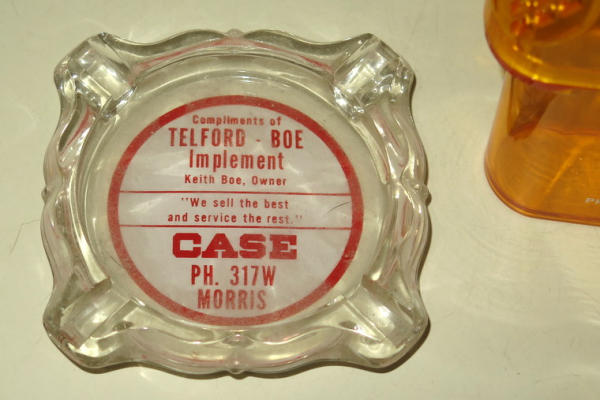 Compliments of
TELFORD - BOE
Implement
Keith Boe, Owner
"We sell the best
and service the rest."
CASE
PH. 317W
MORRIS